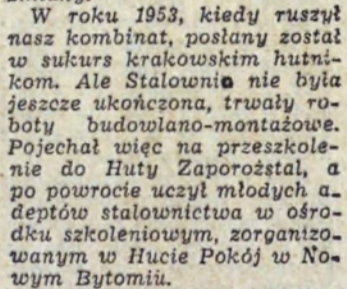 W roku 1953, kiedy ruszył
nasz kombinat, posłany został
w sukurs krakowskim hutni-
kom. Ale Stalownia nie była
jeszcze ukończona, trwały ro-
boty budowlano-montażowe.
Pojechał więc na przeszkole-
nie do Huty Zaporożstal, a
po powrocie uczył młodych a-
deptów stalownictwa w ośro-
dku szkoleniowym, zorganizo-
wanym w Hucie Pokój w No-
wym Bytomiu.